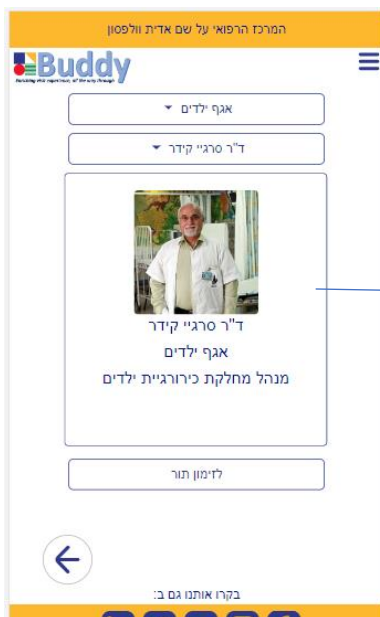 המרכז הרפואי על שם אדית וולפסון
Buddy
אגף ילדים
ד"ר סרגיי קידר
ד"ר סרגיי קידר
אגף ילדים
מנהל מחלקת כירורגיית ילדים
לזימון תור
בקרו אותנו גם ב: